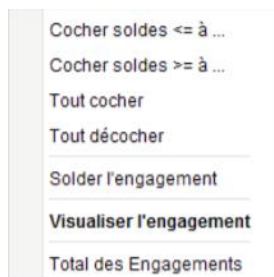 Cocher soldes <= à ...
Cocher soldes >= à ...
Tout cocher
Tout décocher
Solder l'engagement
Visualiser l'engagement
Total des Engagements